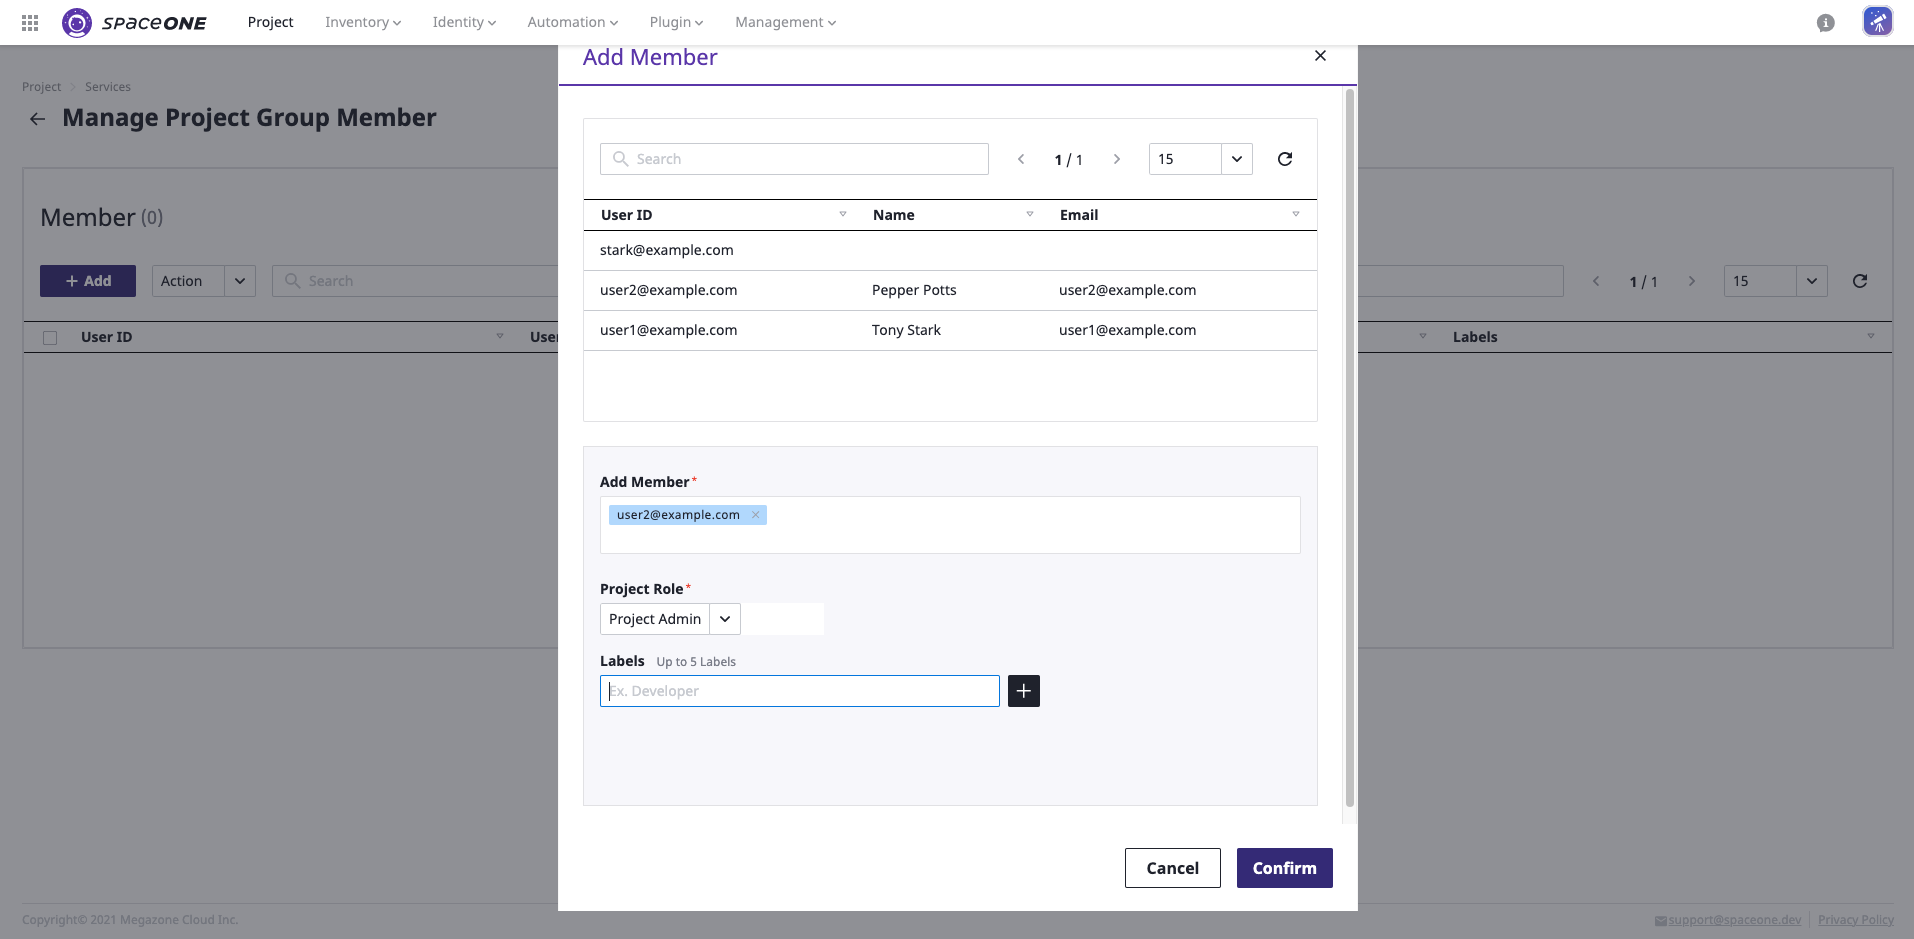 SPACEONE Project Inventory Identity Automation Plugin Management
Add Member
Project Services
Manage Project Group Member
Search 1 / 1 15
Member (0)
User ID Name Email
stark@example.com
+ Add Action Search 1 / 1 15
user2@example.com Pepper Potts user2@example.com
user1@example.com Tony Stark user1@example.com
User ID User Labels
Add Member*
user2@example.com
Project Role*
Project Admin
Labels Up to 5 Labels
Ex. Developer
Cancel Confirm
Copyright© 2021 Megazone Cloud Inc. support@spaceone.dev Privacy Policy